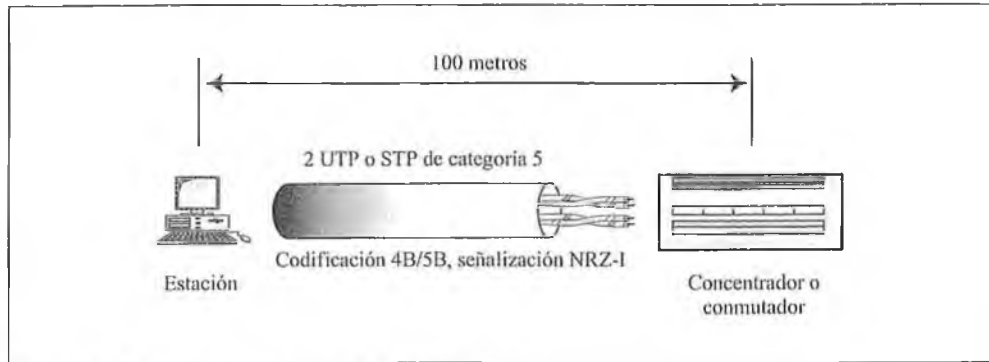 100 metros
2 UTP o STP de categoría 5
Codificación 4B/5B, señalización NRZ-I
Estación
Concentrador o
conmutador